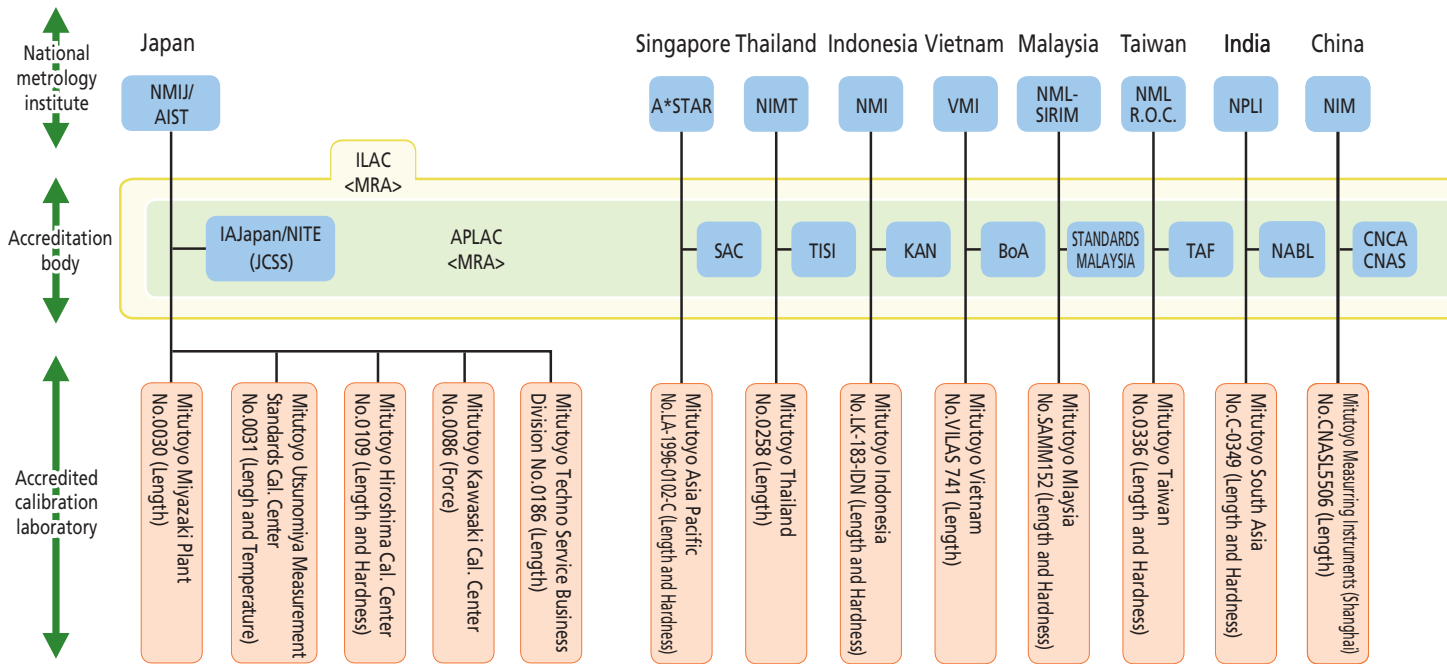 National
metrology
institute
Japan
Singapore
Thailand
Indonesia
Vietnam
Malaysia
Taiwan
India
China
NMIJ/
AIST
A*STAR
NIMT
NMI
VMI
NML-
SIRIM
NML
R.O.C.
NPLI
NIM
ILAC
<MRA>
Accreditation
body
IAJapan/NITE
(JCSS)
APLAC
<MRA>
SAC
TISI
KAN
BoA
STANDARDS
MALAYSIA
TAF
NABL
CNCA
CNAS
Accredited
calibration
laboratory
Mitutoyo Miyazaki Plant
No.0030 (Length)
Mitutoyo Utsunomiya Measurement
Standards Cal. Center
No.0031 (Lengh and Temperature)
Mitutoyo Hiroshima Cal. Center
No.0109 (Length and Hardness)
Mitutoyo Kawasaki Cal. Center
No.0086 (Force)
Mitutoyo Techno Service Business
Division No.0186 (Length)
Mitutoyo Asia Pacific
No.LA-1996-0102-C (Length and Hardness)
Mitutoyo Thailand
No.0258 (Length)
Mitutoyo Indonesia
No.LK-183-IDN (Length and Hardness)
Mitutoyo Vietnam
No.VILAS 741 (Length)
Mitutoyo Mlaysia
No.SAMM152 (Length and Hardness)
Mitutoyo Taiwan
No.0336 (Length and Hardness)
Mitutoyo South Asia
No.C-0349 (Length and Hardness)
Mitutoyo Measurring Instruments (Shanghai)
No.CNASL5506 (Length)